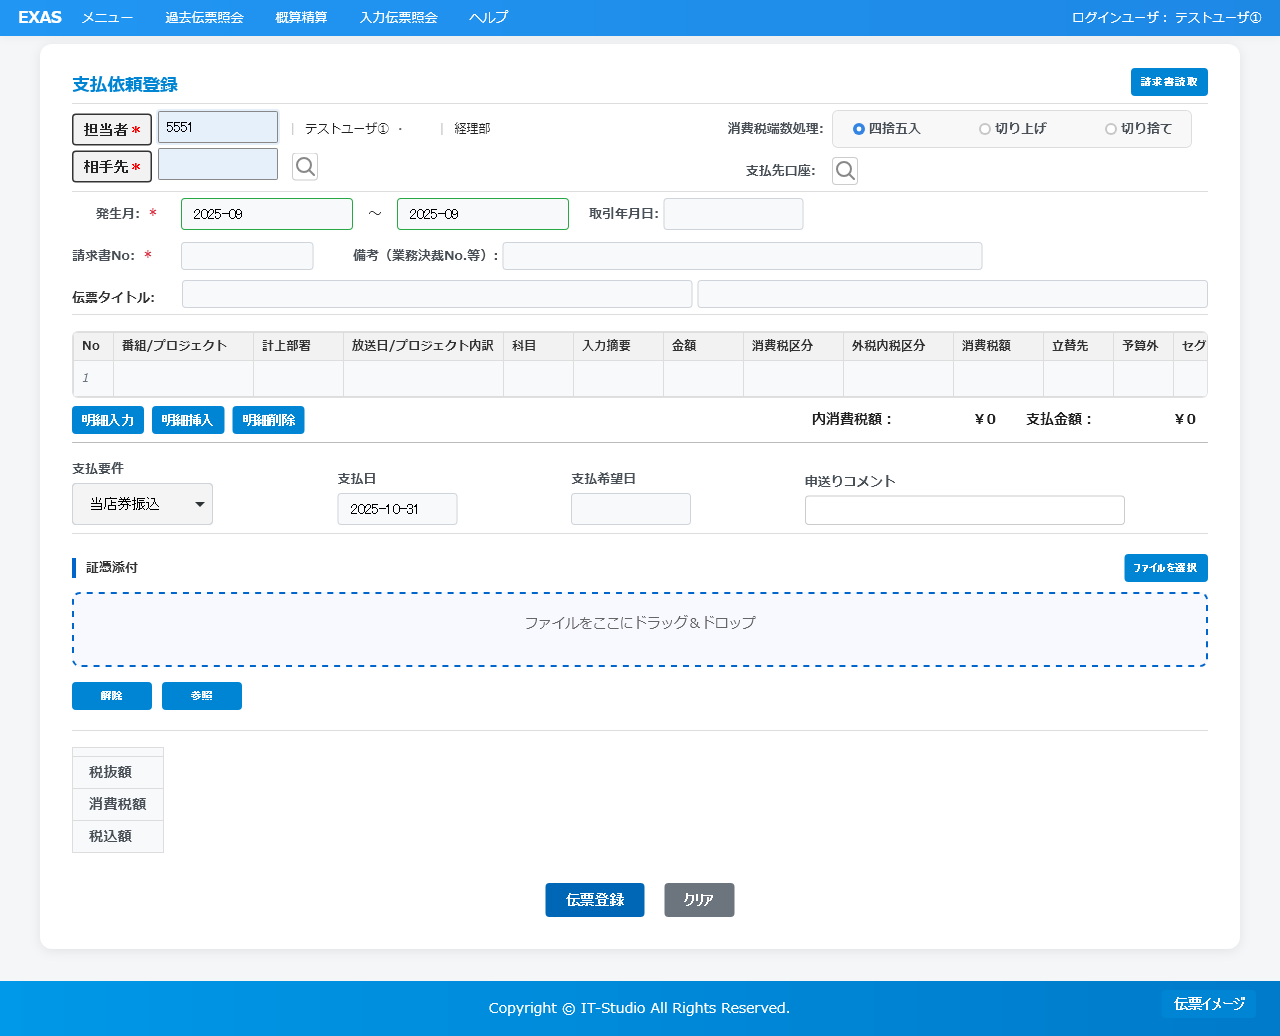 EXAS メニュー 過去伝票照会 概算精算 入力伝票照会 ヘルプ ログインユーザ： テストユーザ①
支払依頼登録 請求書読取
担当者* 5551 | テストユーザ① ・ | 経理部 消費税端数処理: 四捨五入 切り上げ 切り捨て
相手先* 支払先口座:
発生月: * 2025-09 ～ 2025-09 取引年月日:
請求書No: * 備考（業務決裁No.等）:
伝票タイトル:
No 番組/プロジェクト 計上部署 放送日/プロジェクト内訳 科目 入力摘要 金額 消費税区分 外税内税区分 消費税額 立替先 予算外 セグ
1
明細入力 明細挿入 明細削除 内消費税額： ￥0 支払金額： ￥0
支払要件 支払日 支払希望日 申送りコメント
当店券振込 2025-10-31
証憑添付 ファイルを選択
ファイルをここにドラッグ＆ドロップ
解除 参照
税抜額
消費税額
税込額
伝票登録 クリア
Copyright © IT-Studio All Rights Reserved. 伝票イメージ